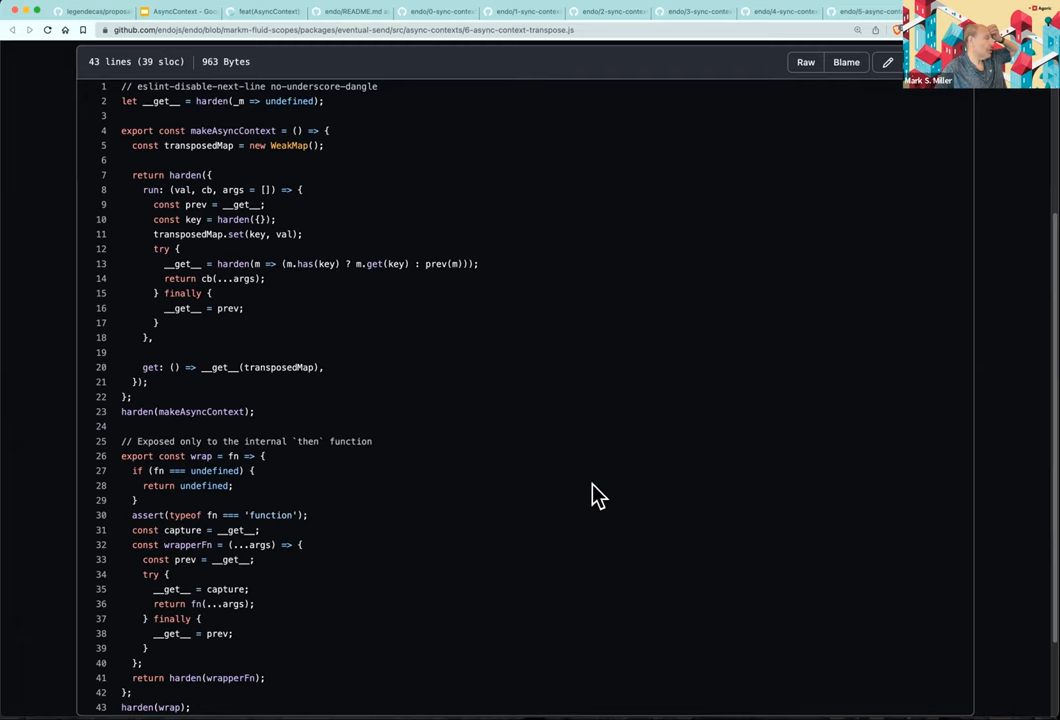 legendecas/propos
AsyncContext - Go
feat(AsyncContext)
endo/README.md a
endo/0-sync-conte
endo/1-sync-context
endo/2-sync-conte
endo/3-sync-conte
endo/4-sync-conte
endo/5-async-conte
github.com/endojs/endo/blob/markm-fluid-scopes/packages/eventual-send/src/async-contexts/6-async-context-transpose.js
Agoric
Mark S. Miller
43 lines (39 sloc) 963 Bytes
Raw
Blame
1 // eslint-disable-next-line no-underscore-dangle
2 let __get__ = harden(_m => undefined);
3
4 export const makeAsyncContext = () => {
5 const transposedMap = new WeakMap();
6
7 return harden({
8 run: (val, cb, args = []) => {
9 const prev = __get__;
10 const key = harden({});
11 transposedMap.set(key, val);
12 try {
13 __get__ = harden(m => (m.has(key) ? m.get(key) : prev(m)));
14 return cb(...args);
15 } finally {
16 __get__ = prev;
17 }
18 },
19
20 get: () => __get__(transposedMap),
21 });
22 };
23 harden(makeAsyncContext);
24
25 // Exposed only to the internal `then` function
26 export const wrap = fn => {
27 if (fn === undefined) {
28 return undefined;
29 }
30 assert(typeof fn === 'function');
31 const capture = __get__;
32 const wrapperFn = (...args) => {
33 const prev = __get__;
34 try {
35 __get__ = capture;
36 return fn(...args);
37 } finally {
38 __get__ = prev;
39 }
40 };
41 return harden(wrapperFn);
42 };
43 harden(wrap);